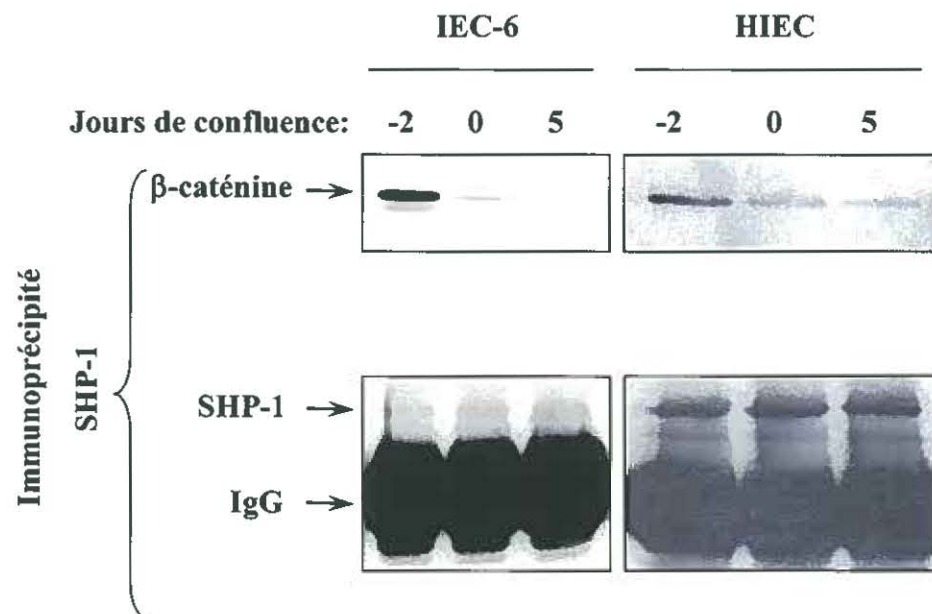 IEC-6 HIEC
Jours de confluence: -2 0 5 -2 0 5
β-caténine
Immunoprécipité
SHP-1
SHP-1
IgG